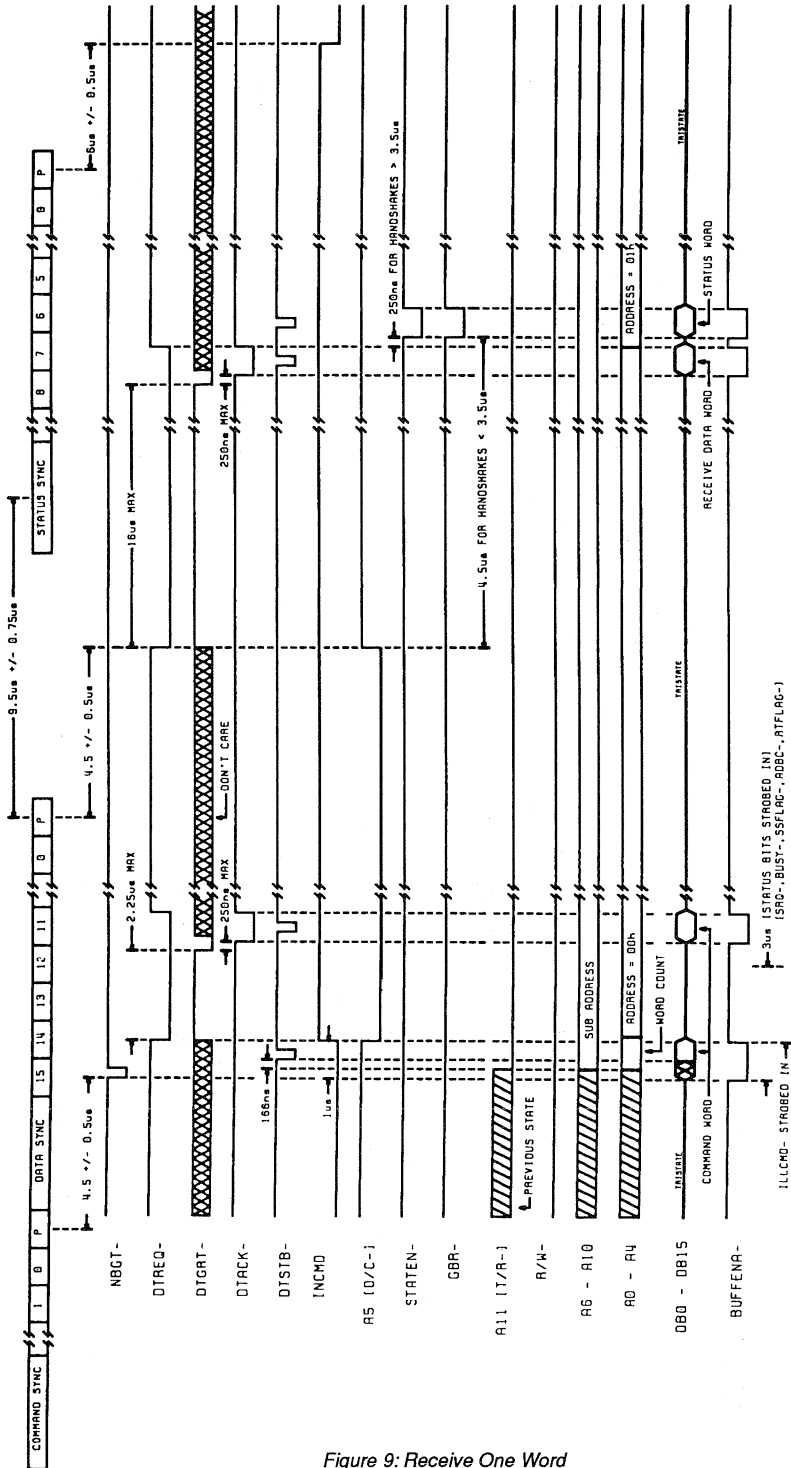 COMMAND SYNC 1 0 P DATA SYNC 15 14 13 12 11 0 P STATUS SYNC 8 7 6 5 0 P
9.5us +/- 0.75us
4.5 +/- 0.5us
2.25us MAX
4.5 +/- 0.5us
16us MAX
6us +/- 0.5us
NBGT-
DTREQ-
DTGRT-
250ns MAX
DON'T CARE
250ns MAX
DTACK-
DTSTB-
166ns
INCMD
1us
A5 [D/C-]
STATEN-
250ns FOR HANDSHAKES > 3.5us
GBR-
4.5us FOR HANDSHAKES < 3.5us
A11 [T/R-]
PREVIOUS STATE
R/W-
A6 - A10
SUB ADDRESS
A0 - A4
ADDRESS = 00h
ADDRESS = 01h
WORD COUNT
DB0 - DB15
TRISTATE
TRISTATE
TRISTATE
COMMAND WORD
RECEIVE DATA WORD
STATUS WORD
BUFFENA-
3us [STATUS BITS STROBED IN]
[SRQ-,BUSY-,SSFLAG-,ADBC-,RTFLAG-]
ILLCMD- STROBED IN
Figure 9: Receive One Word